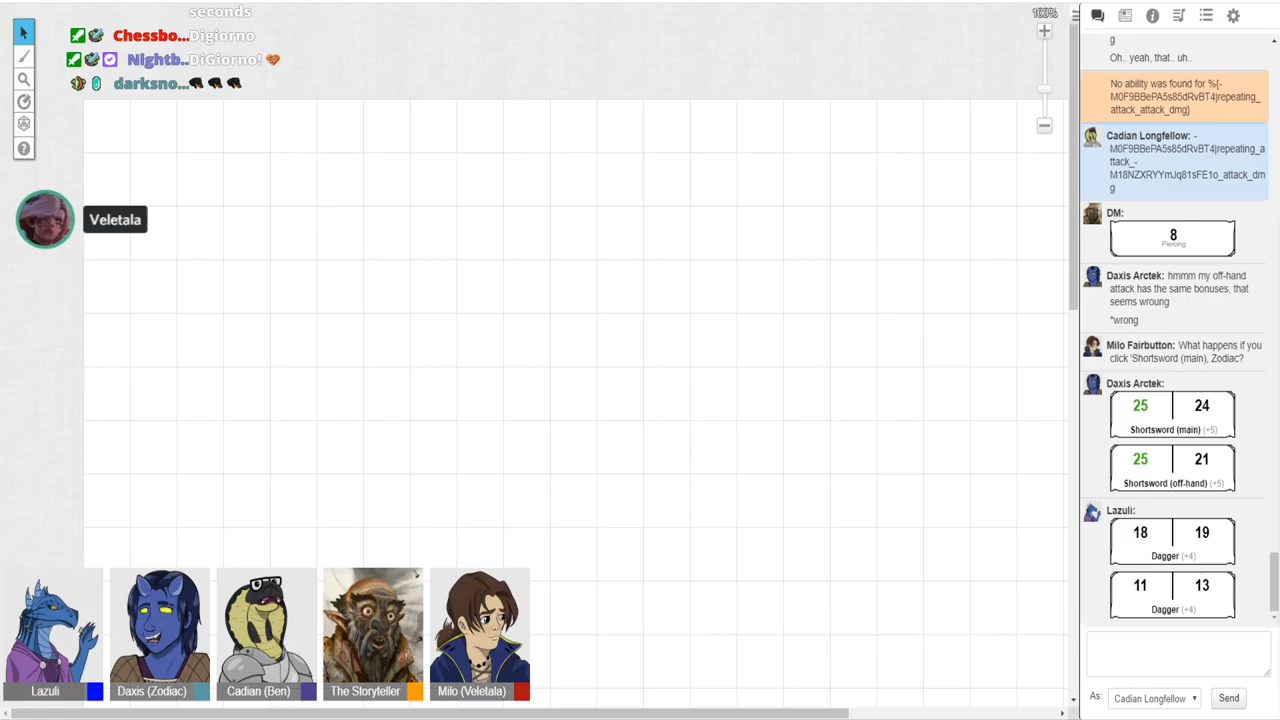 seconds
Chessbo... Digiorno
Nightb... DiGiorno!
darksno...
100%
Veletala
Lazuli
Daxis (Zodiac)
Cadian (Ben)
The Storyteller
Milo (Veletala)
g
Oh.. yeah, that.. uh..
No ability was found for %{-
M0F9BBePA5s85dRvBT4|repeating_
attack_attack_dmg}
Cadian Longfellow: -
M0F9BBePA5s85dRvBT4|repeating_a
ttack_-
M18NZXRYYmJq81sFE1o_attack_dm
g
DM:
8
Piercing
Daxis Arctek: hmmm my off-hand
attack has the same bonuses, that
seems wroung
*wrong
Milo Fairbutton: What happens if you
click 'Shortsword (main), Zodiac?
Daxis Arctek:
25 24
Shortsword (main) (+5)
25 21
Shortsword (off-hand) (+5)
Lazuli:
18 19
Dagger (+4)
11 13
Dagger (+4)
As: Cadian Longfellow Send